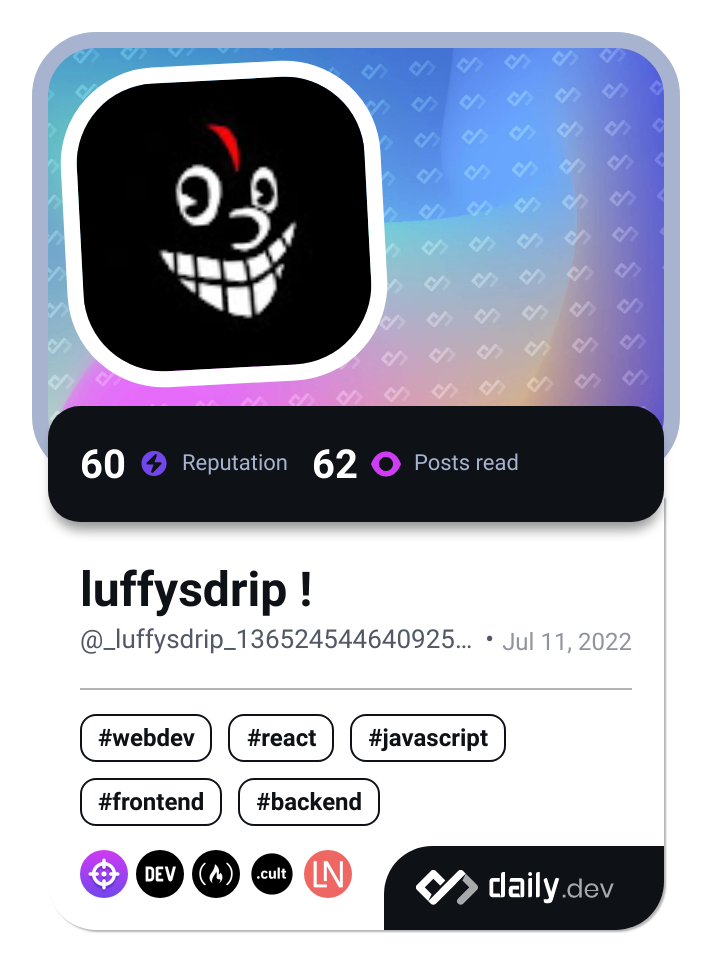 60 Reputation 62 Posts read
luffysdrip !
@_luffysdrip_136524544640925... • Jul 11, 2022
#webdev #react #javascript
#frontend #backend
DEV .cult LN
daily.dev